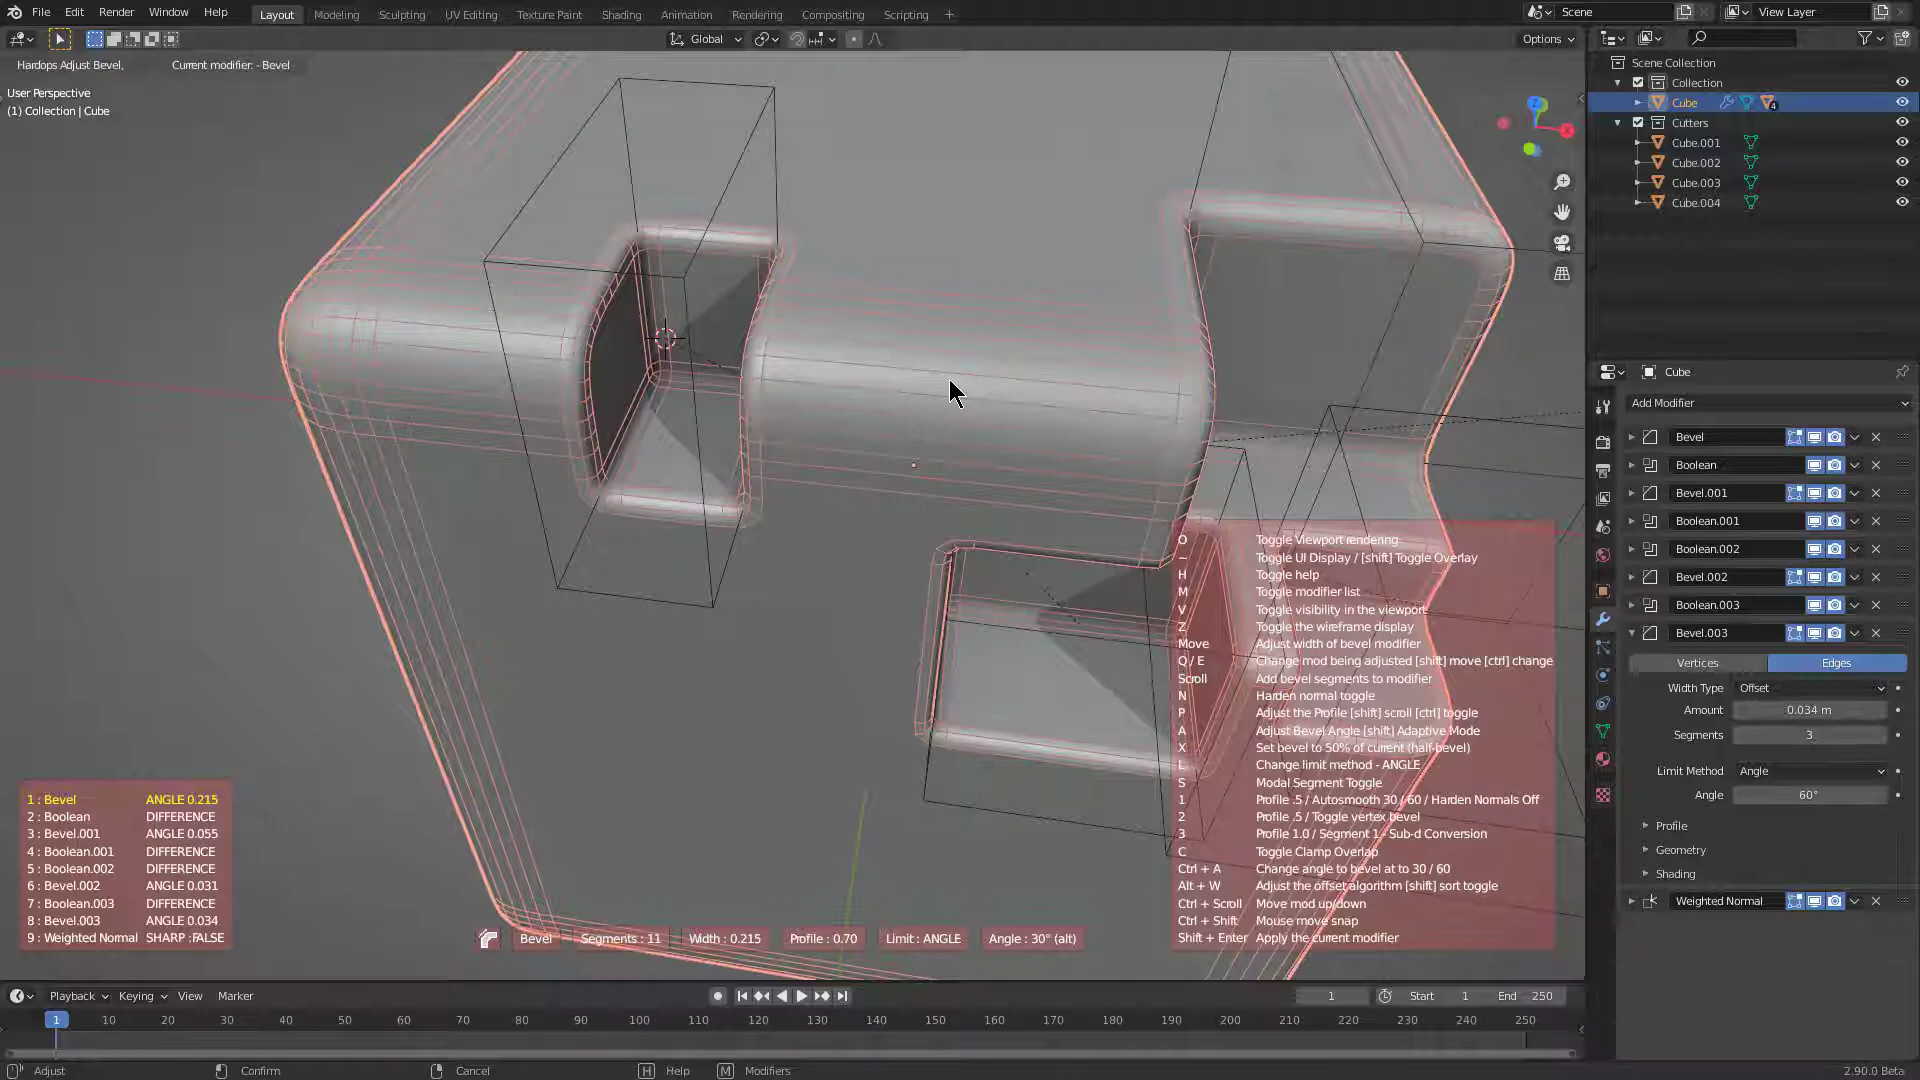 File Edit Render Window Help Layout Modeling Sculpting UV Editing Texture Paint Shading Animation Rendering Compositing Scripting + Scene View Layer
Global Options
Hardops Adjust Bevel, Current modifier: - Bevel
User Perspective
(1) Collection | Cube
Z
X
Scene Collection
Collection
Cube 4
Cutters
Cube.001
Cube.002
Cube.003
Cube.004
Cube
Add Modifier
Bevel
Boolean
Bevel.001
Boolean.001
Boolean.002
Bevel.002
Boolean.003
Bevel.003
Vertices Edges
Width Type Offset
Amount 0.034 m
Segments 3
Limit Method Angle
Angle 60°
Profile
Geometry
Shading
Weighted Normal
O Toggle Viewport rendering
~ Toggle UI Display / [shift] Toggle Overlay
H Toggle help
M Toggle modifier list
V Toggle visibility in the viewport
Z Toggle the wireframe display
Move Adjust width of bevel modifier
Q / E Change mod being adjusted [shift] move [ctrl] change
Scroll Add bevel segments to modifier
N Harden normal toggle
P Adjust the Profile [shift] scroll [ctrl] toggle
A Adjust Bevel Angle [shift] Adaptive Mode
X Set bevel to 50% of current (half-bevel)
L Change limit method - ANGLE
S Modal Segment Toggle
1 Profile .5 / Autosmooth 30 / 60 / Harden Normals Off
2 Profile .5 / Toggle vertex bevel
3 Profile 1.0 / Segment 1 - Sub-d Conversion
C Toggle Clamp Overlap
Ctrl + A Change angle to bevel at to 30 / 60
Alt + W Adjust the offset algorithm [shift] sort toggle
Ctrl + Scroll Move mod up/down
Ctrl + Shift Mouse move snap
Shift + Enter Apply the current modifier
1 : Bevel ANGLE 0.215
2 : Boolean DIFFERENCE
3 : Bevel.001 ANGLE 0.055
4 : Boolean.001 DIFFERENCE
5 : Boolean.002 DIFFERENCE
6 : Bevel.002 ANGLE 0.031
7 : Boolean.003 DIFFERENCE
8 : Bevel.003 ANGLE 0.034
9 : Weighted Normal SHARP :FALSE
Bevel Segments : 11 Width : 0.215 Profile : 0.70 Limit : ANGLE Angle : 30° (alt)
Playback Keying View Marker 1 Start 1 End 250
1 10 20 30 40 50 60 70 80 90 100 110 120 130 140 150 160 170 180 190 200 210 220 230 240 250
Adjust Confirm Cancel H Help M Modifiers 2.90.0 Beta